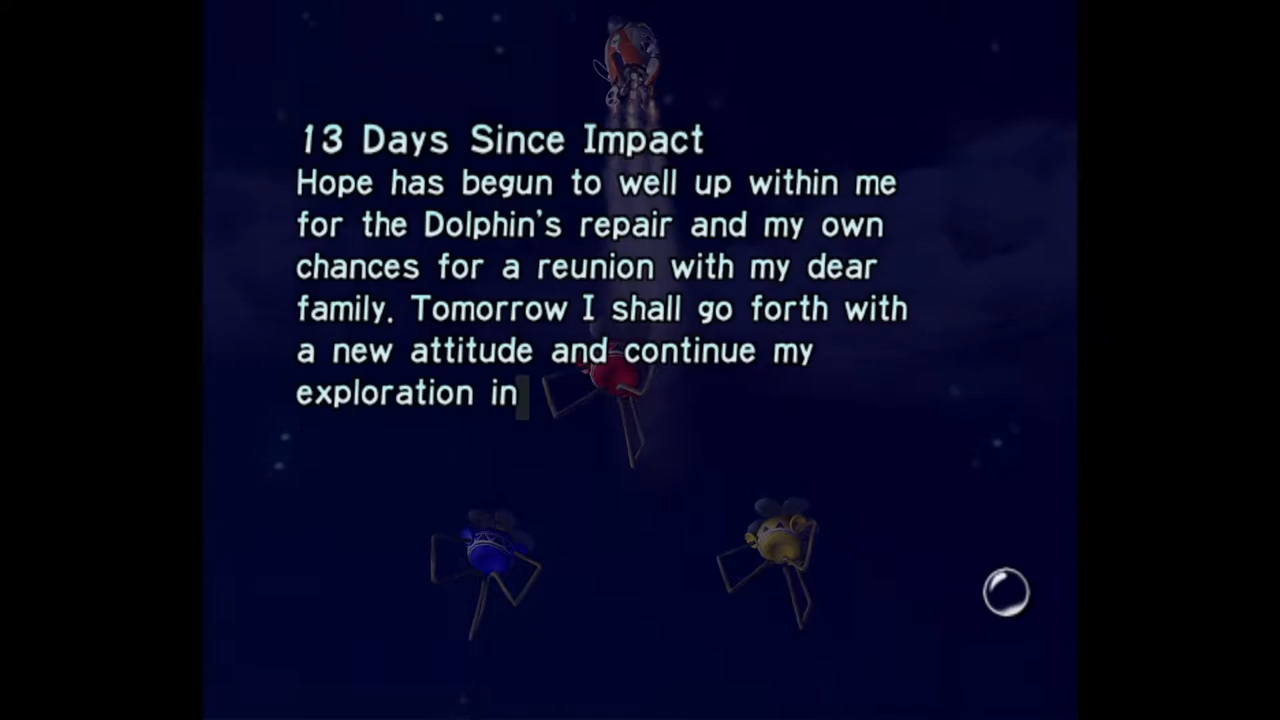 13 Days Since Impact
Hope has begun to well up within me
for the Dolphin's repair and my own
chances for a reunion with my dear
family. Tomorrow I shall go forth with
a new attitude and continue my
exploration in